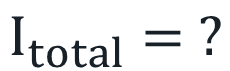 I_total = ?